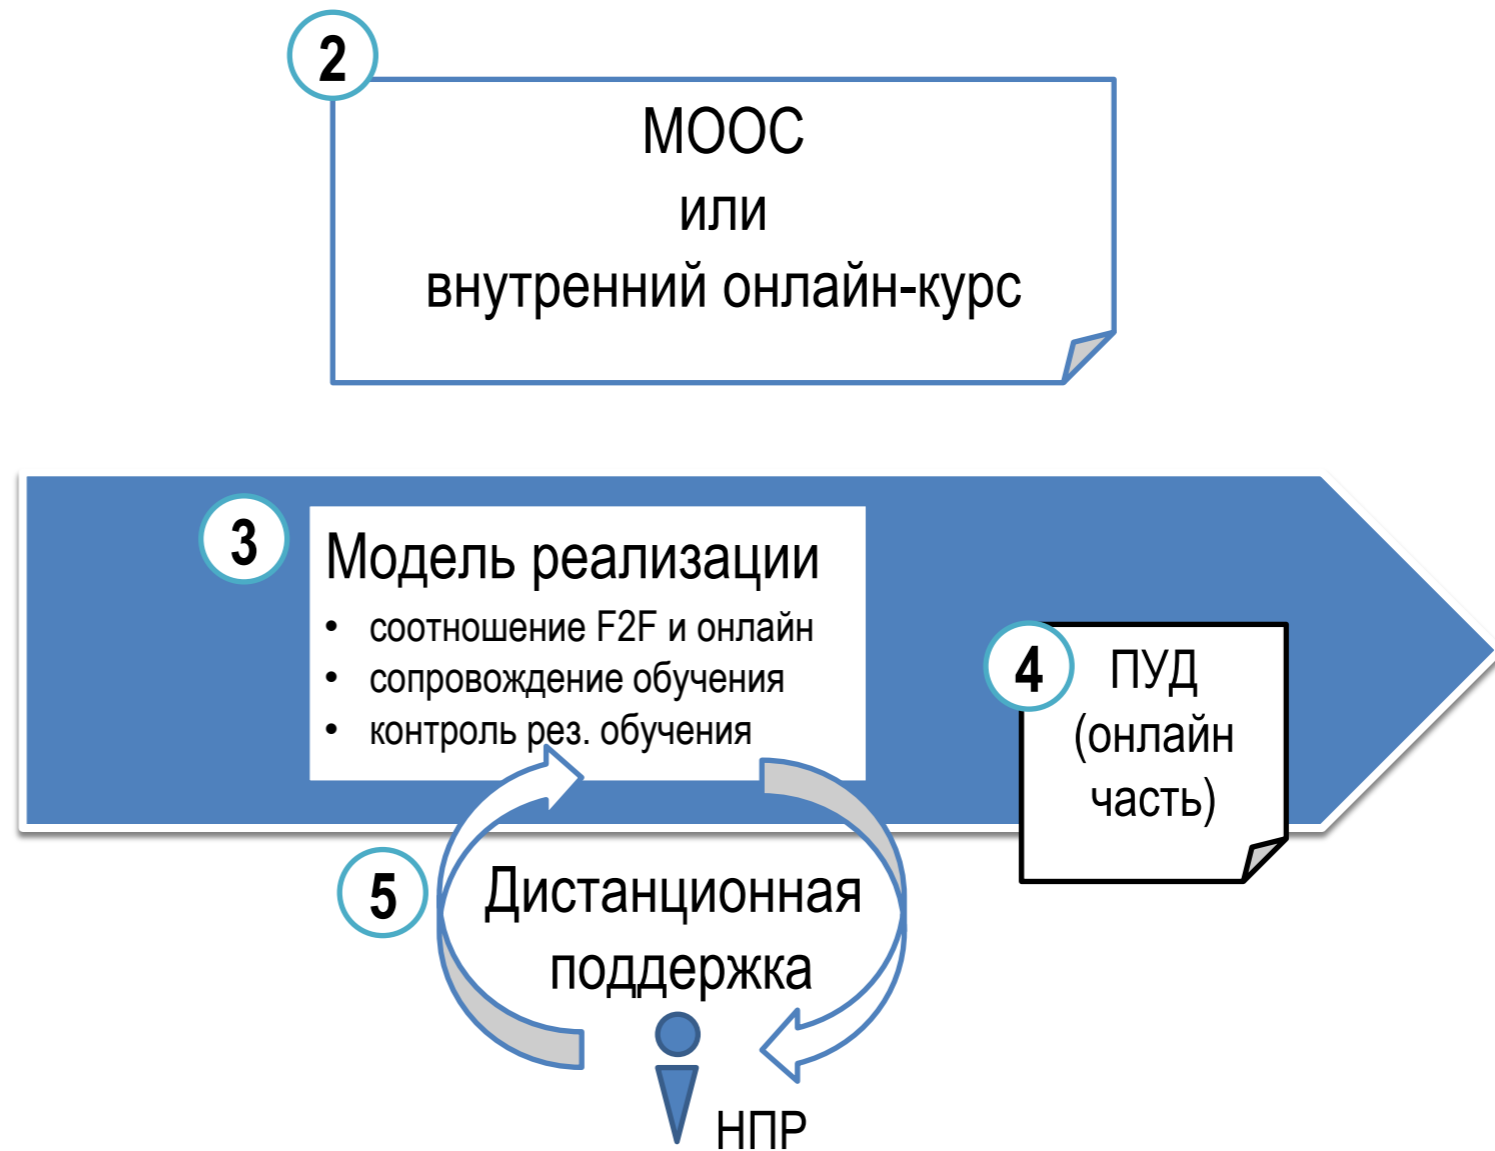 2
МООС
или
внутренний онлайн-курс
3
Модель реализации
• соотношение F2F и онлайн
• сопровождение обучения
• контроль рез. обучения
4
ПУД
(онлайн
часть)
5
Дистанционная
поддержка
НПР